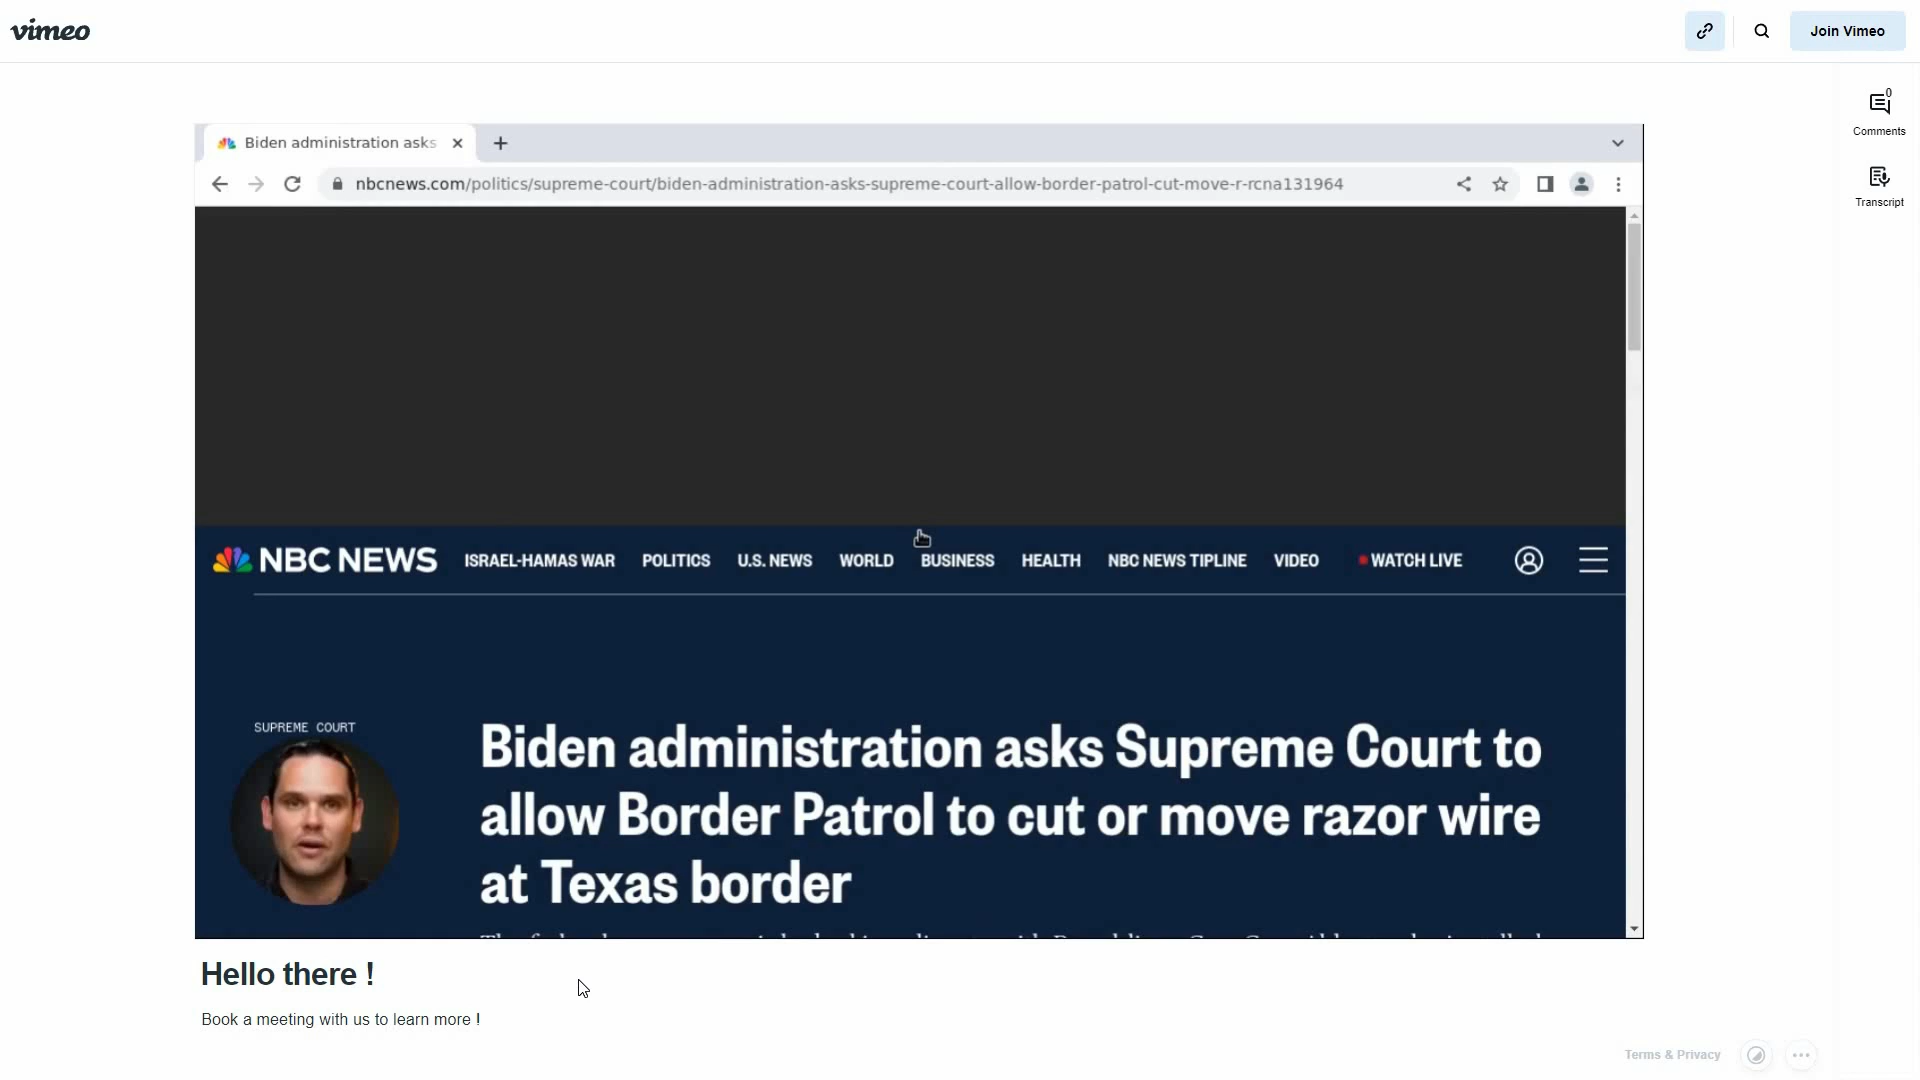 vimeo
Join Vimeo
0
Comments
Transcript
Biden administration asks
nbcnews.com/politics/supreme-court/biden-administration-asks-supreme-court-allow-border-patrol-cut-move-r-rcna131964
NBC NEWS ISRAEL-HAMAS WAR POLITICS U.S. NEWS WORLD BUSINESS HEALTH NBC NEWS TIPLINE VIDEO WATCH LIVE
SUPREME COURT
Biden administration asks Supreme Court to
allow Border Patrol to cut or move razor wire
at Texas border
Hello there !
Book a meeting with us to learn more !
Terms & Privacy